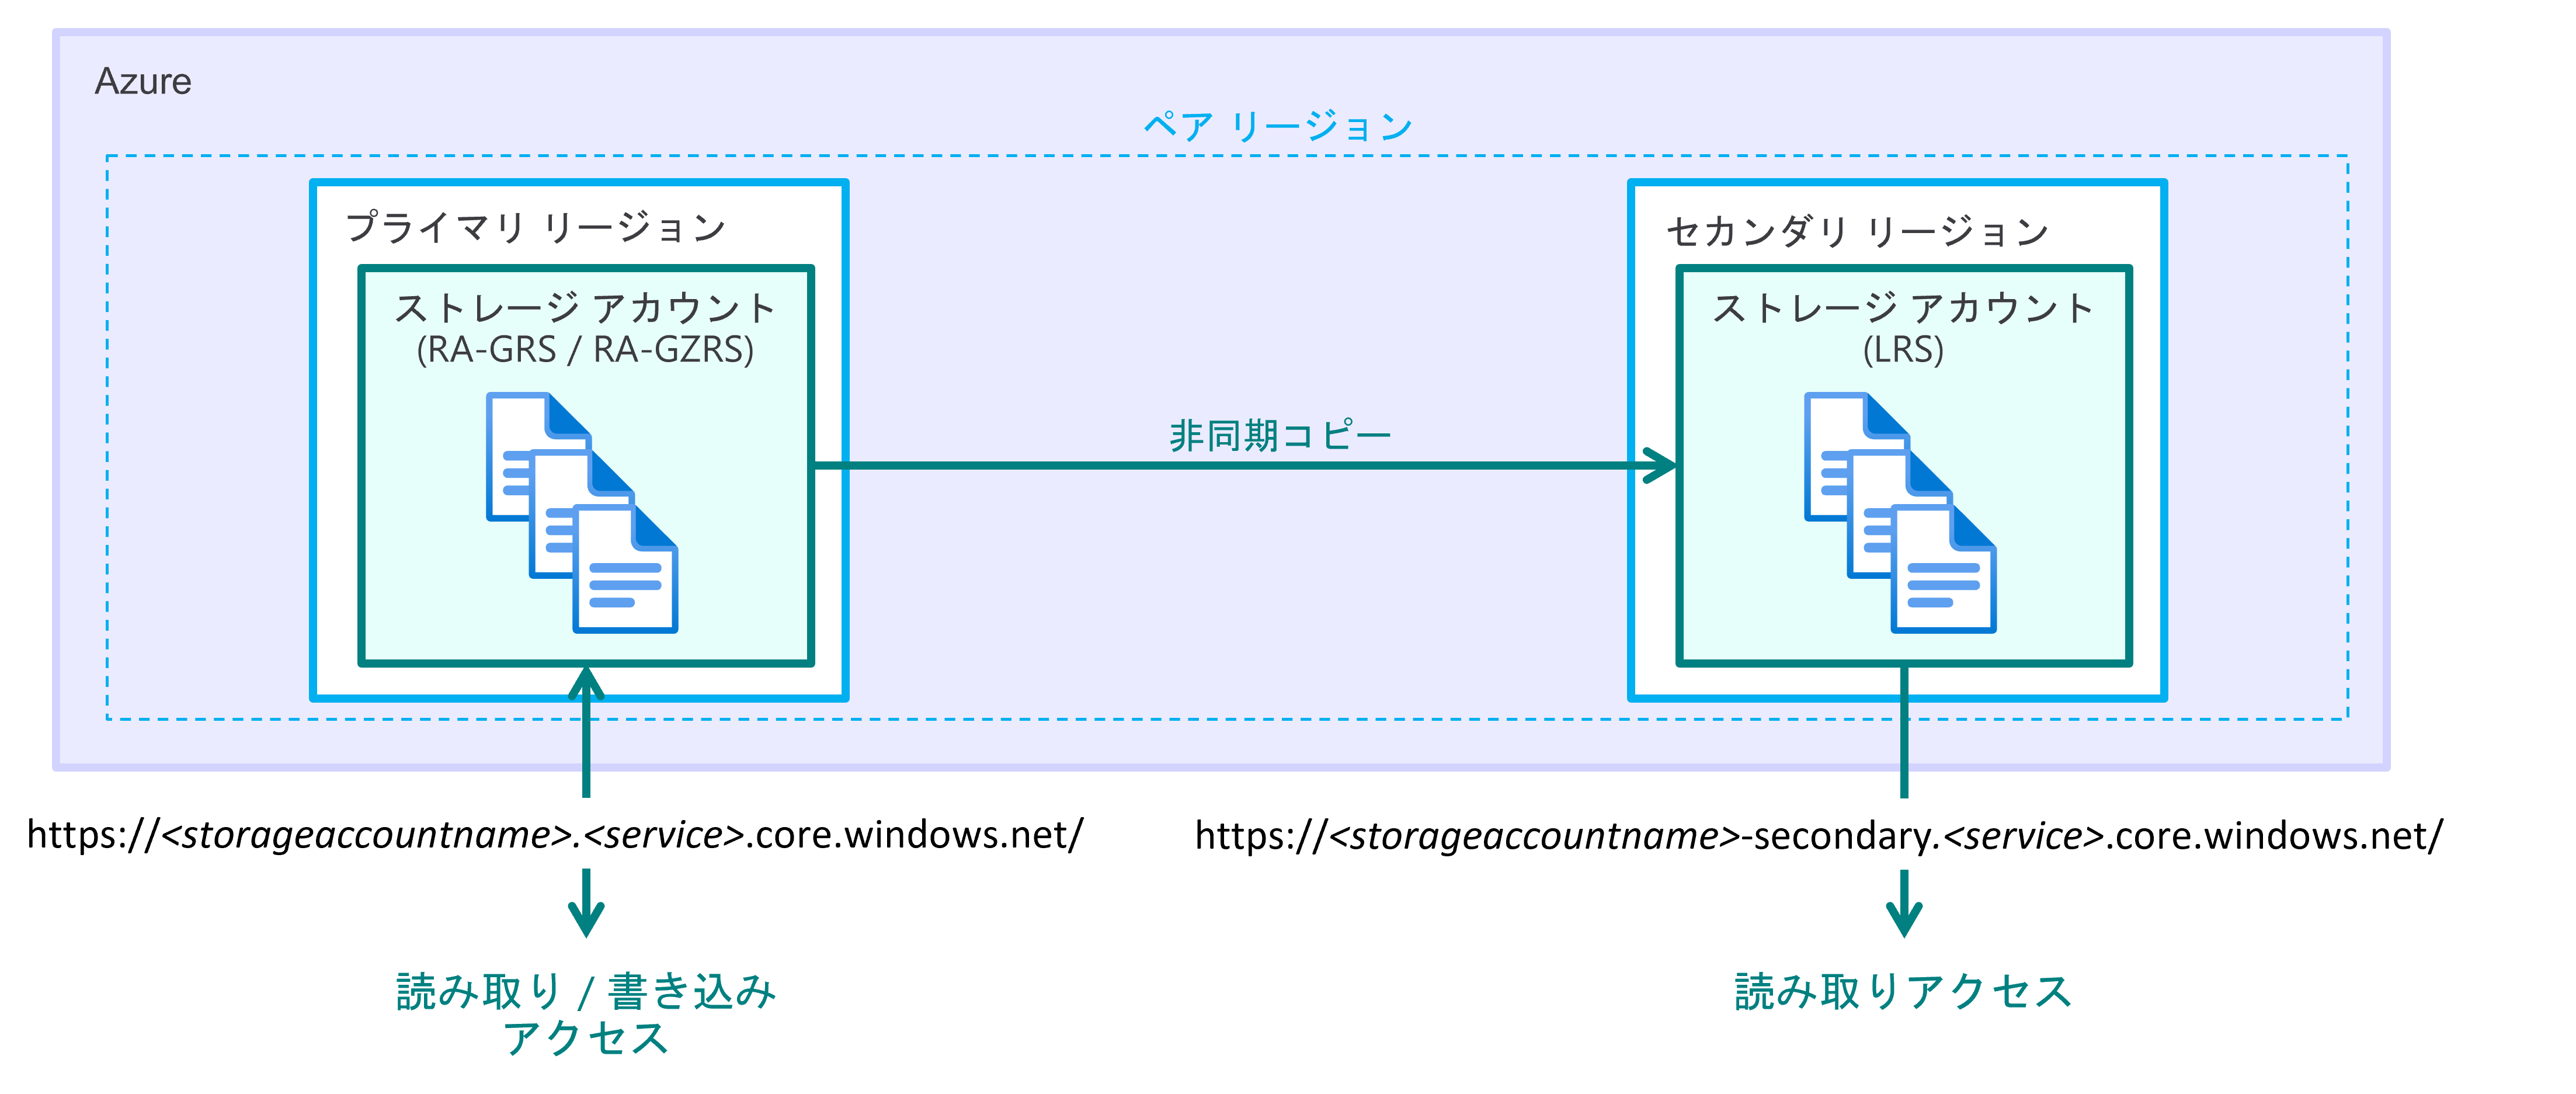 Azure
ペア リージョン
プライマリ リージョン
ストレージ アカウント
(RA-GRS / RA-GZRS)
非同期コピー
セカンダリ リージョン
ストレージ アカウント
(LRS)
https://<storageaccountname>.<service>.core.windows.net/
https://<storageaccountname>-secondary.<service>.core.windows.net/
読み取り / 書き込み
アクセス
読み取りアクセス